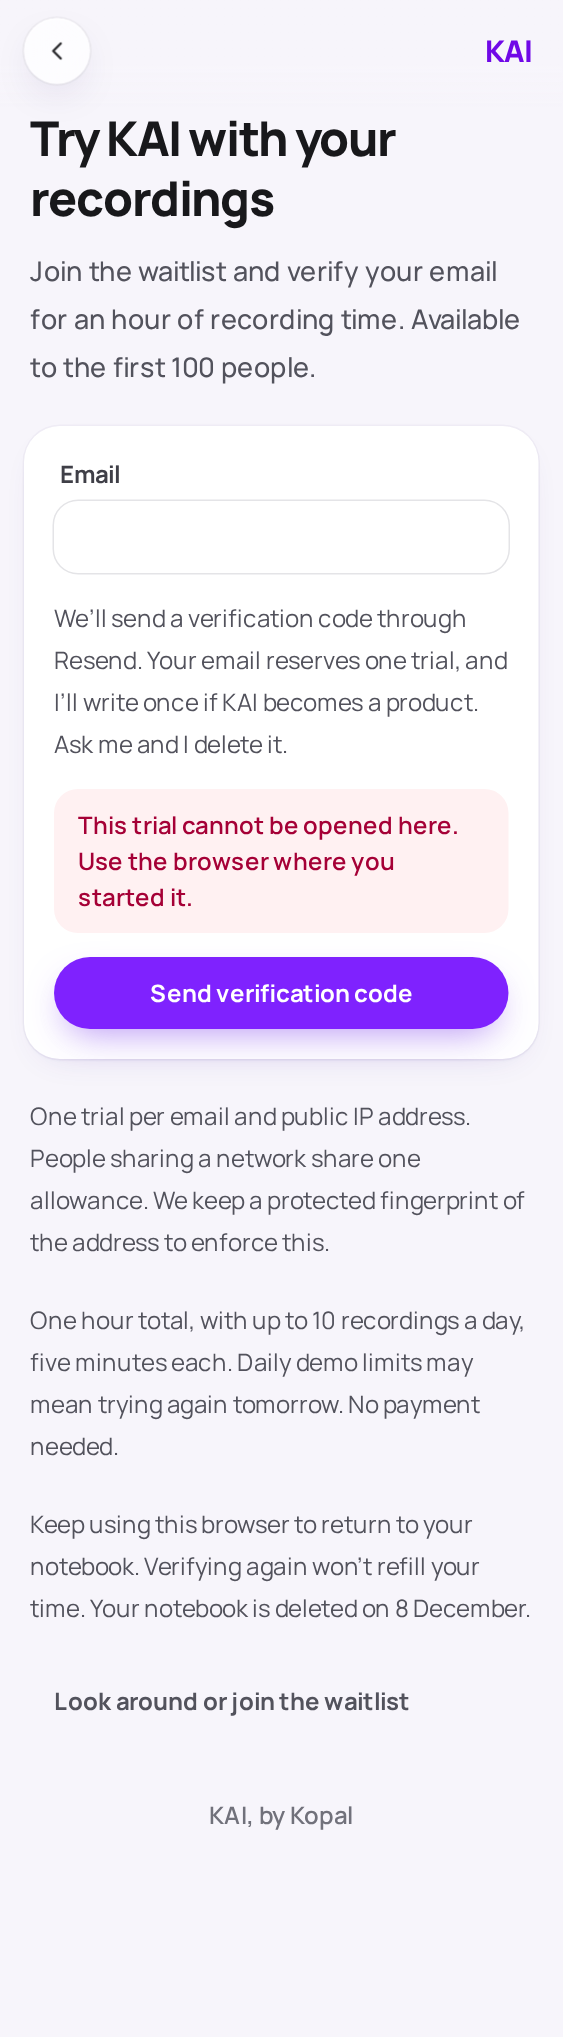 KAI
Try KAI with your
recordings
Join the waitlist and verify your email
for an hour of recording time. Available
to the first 100 people.
Email
We’ll send a verification code through
Resend. Your email reserves one trial, and
I’ll write once if KAI becomes a product.
Ask me and I delete it.
This trial cannot be opened here.
Use the browser where you
started it.
Send verification code
One trial per email and public IP address.
People sharing a network share one
allowance. We keep a protected fingerprint of
the address to enforce this.
One hour total, with up to 10 recordings a day,
five minutes each. Daily demo limits may
mean trying again tomorrow. No payment
needed.
Keep using this browser to return to your
notebook. Verifying again won’t refill your
time. Your notebook is deleted on 8 December.
Look around or join the waitlist
KAI, by Kopal